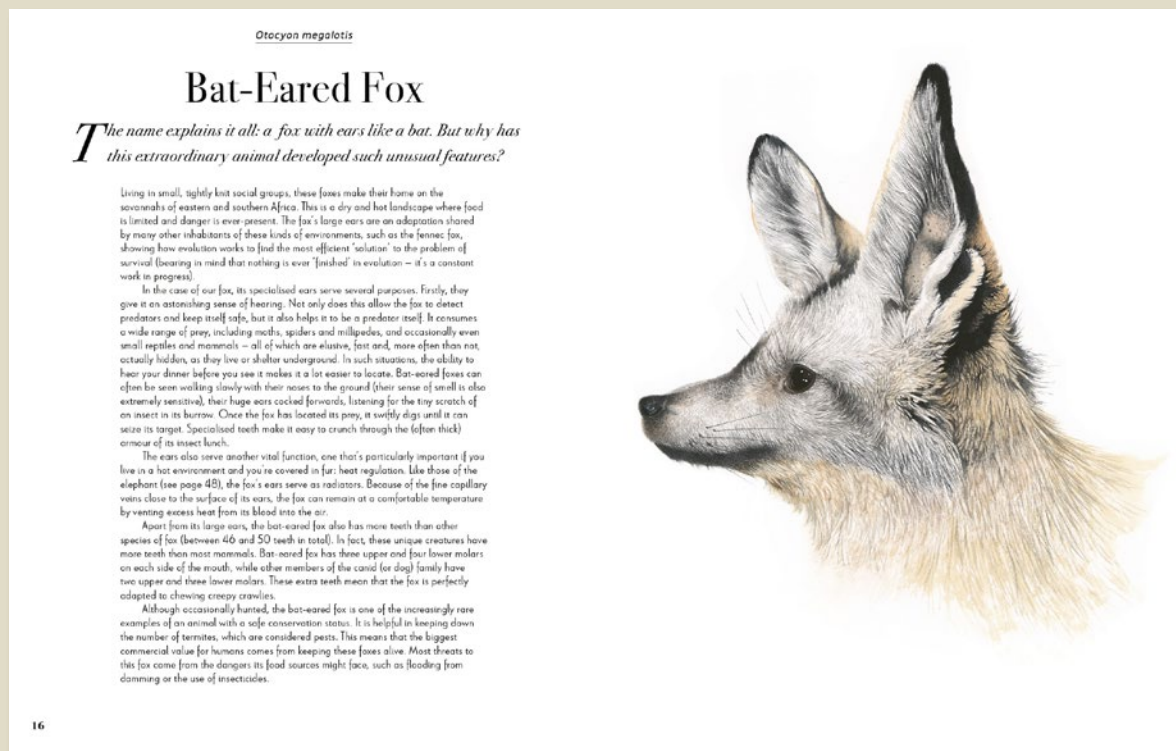 Otocyon megalotis
Bat-Eared Fox
The name explains it all: a fox with ears like a bat. But why has
this extraordinary animal developed such unusual features?
Living in small, tightly knit social groups, these foxes make their home on the
savannahs of eastern and southern Africa. This is a dry and hot landscape where food
is limited and danger is ever-present. The fox's large ears are an adaptation shared
by many other inhabitants of these kinds of environments, such as the fennec fox,
showing how evolution works to find the most efficient 'solution' to the problem of
survival (bearing in mind that nothing is ever 'finished' in evolution – it's a constant
work in progress).
In the case of our fox, its specialised ears serve several purposes. Firstly, they
give it an astonishing sense of hearing. Not only does this allow the fox to detect
predators and keep itself safe, but it also helps it to be a predator itself. It consumes
a wide range of prey, including moths, spiders and millipedes, and occasionally even
small reptiles and mammals – all of which are elusive, fast and, more often than not,
actually hidden, as they live or shelter underground. In such situations, the ability to
hear your dinner before you see it makes it a lot easier to locate. Bat-eared foxes can
often be seen walking slowly with their noses to the ground (their sense of smell is also
extremely sensitive), their huge ears cocked forwards, listening for the tiny scratch of
an insect in its burrow. Once the fox has located its prey, it swiftly digs until it can
seize its target. Specialised teeth make it easy to crunch through the (often thick)
armour of its insect lunch.
The ears also serve another vital function, one that's particularly important if you
live in a hot environment and you're covered in fur: heat regulation. Like those of the
elephant (see page 48), the fox's ears serve as radiators. Because of the fine capillary
veins close to the surface of its ears, the fox can remain at a comfortable temperature
by venting excess heat from its blood into the air.
Apart from its large ears, the bat-eared fox also has more teeth than other
species of fox (between 46 and 50 teeth in total). In fact, these unique creatures have
more teeth than most mammals. Bat-eared fox has three upper and four lower molars
on each side of the mouth, while other members of the canid (or dog) family have
two upper and three lower molars. These extra teeth mean that the fox is perfectly
adapted to chewing creepy crawlies.
Although occasionally hunted, the bat-eared fox is one of the increasingly rare
examples of an animal with a safe conservation status. It is helpful in keeping down
the number of termites, which are considered pests. This means that the biggest
commercial value for humans comes from keeping these foxes alive. Most threats to
this fox come from the dangers its food sources might face, such as flooding from
damming or the use of insecticides.
16